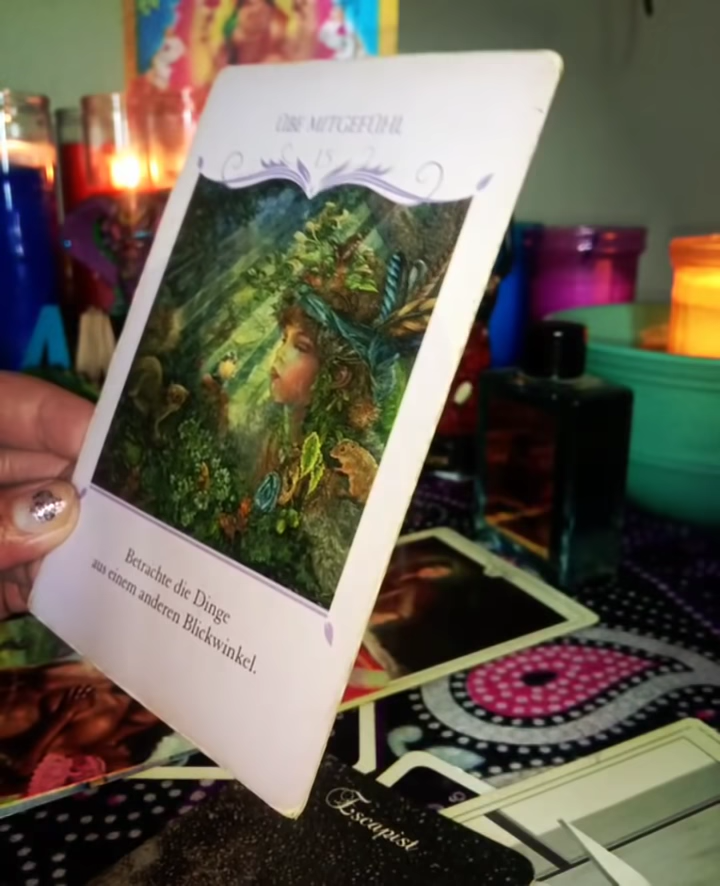 ÜBE MITGEFÜHL
15
Betrachte die Dinge
aus einem anderen Blickwinkel.
Escapist